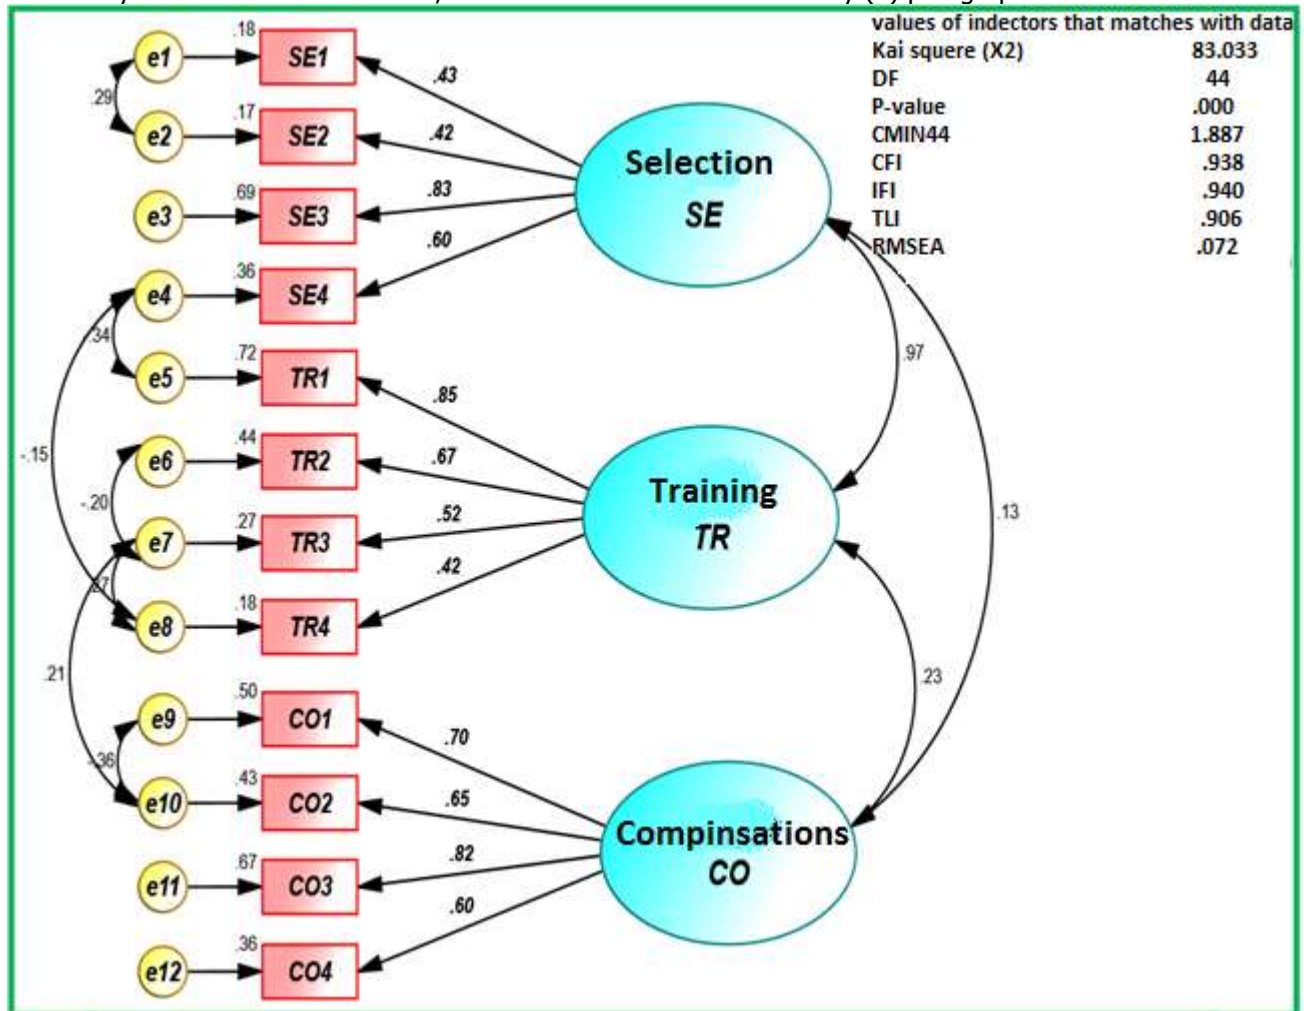 values of indectors that matches with data
Kai squere (X2) 83.033
DF 44
P-value .000
CMIN44 1.887
CFI .938
IFI .940
TLI .906
RMSEA .072
e1 .18 SE1 .43
.29
e2 .17 SE2 .42
e3 .69 SE3 .83
e4 .36 SE4 .60
Selection
SE
.34
e5 .72 TR1 .85
.97
-.15
e6 .44 TR2 .67
-.20
e7 .27 TR3 .52
e8 .18 TR4 .42
Training
TR
.13
.21
.23
e9 .50 CO1 .70
-.36
e10 .43 CO2 .65
e11 .67 CO3 .82
e12 .36 CO4 .60
Compinsations
CO